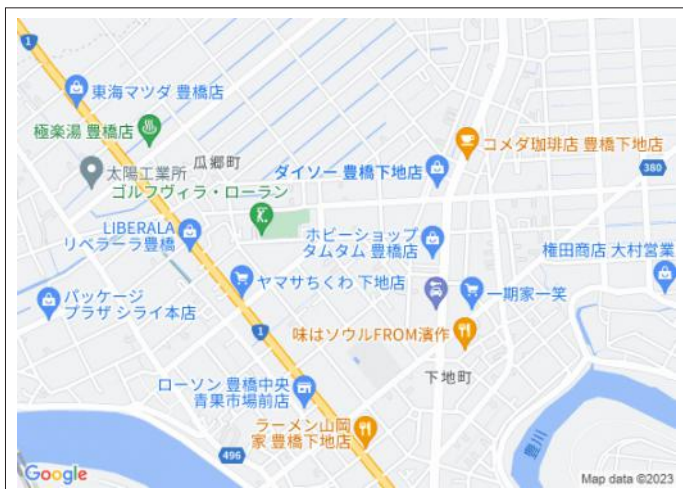 1
東海マツダ 豊橋店
極楽湯 豊橋店
瓜郷町
太陽工業所
ゴルフヴィラ・ローラン
コメダ珈琲店 豊橋下地店
ダイソー 豊橋下地店
380
LIBERALA
リベラーラ豊橋
ホビーショップ
タムタム 豊橋店
権田商店 大村営業
ヤマサちくわ 下地店
一期家一笑
パッケージ
プラザ シライ本店
1
味はソウルFROM濱作
下地町
ローソン 豊橋中央
青果市場前店
ラーメン山岡
家 豊橋下地店
豊川
496
Google
Map data ©2023